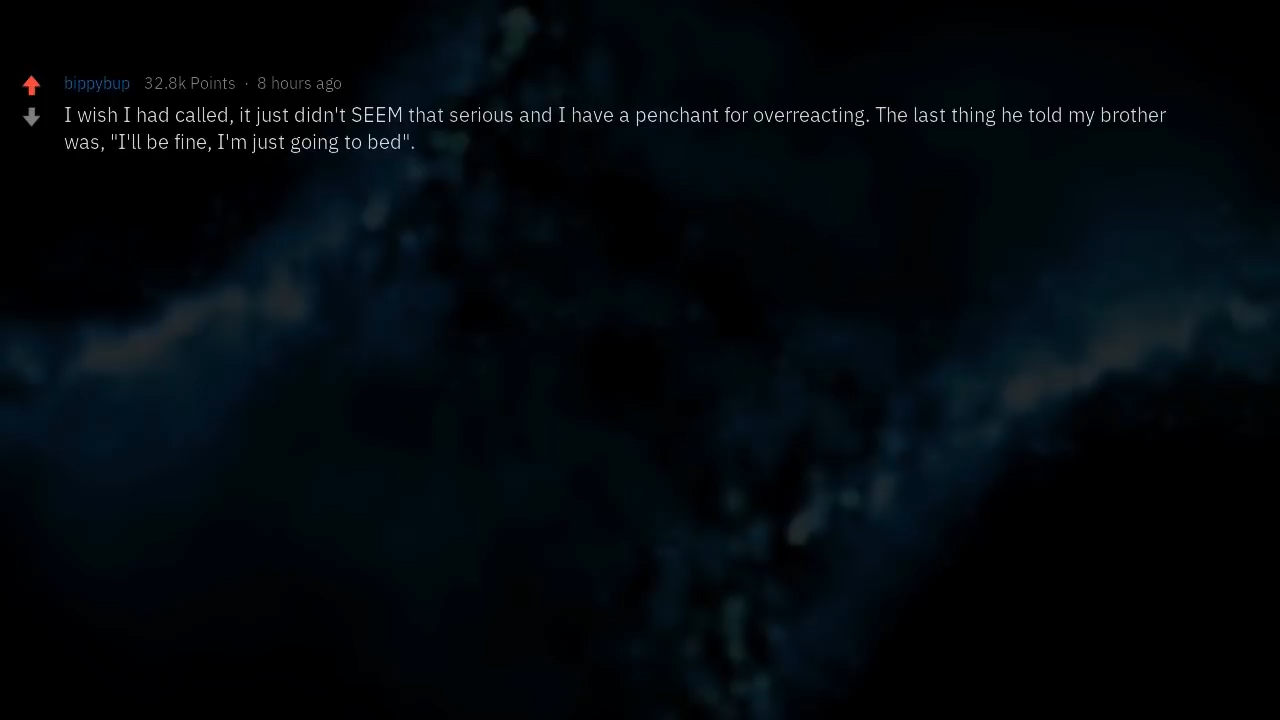 bippybup 32.8k Points · 8 hours ago
I wish I had called, it just didn't SEEM that serious and I have a penchant for overreacting. The last thing he told my brother
was, "I'll be fine, I'm just going to bed".